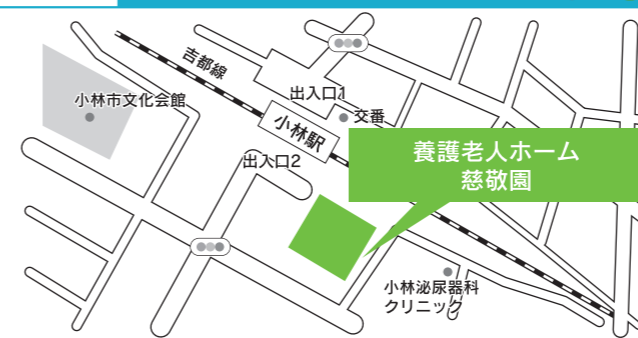 吉都線
小林市文化会館
出入口1
交番
小林駅
養護老人ホーム
慈敬園
出入口2
小林泌尿器科
クリニック